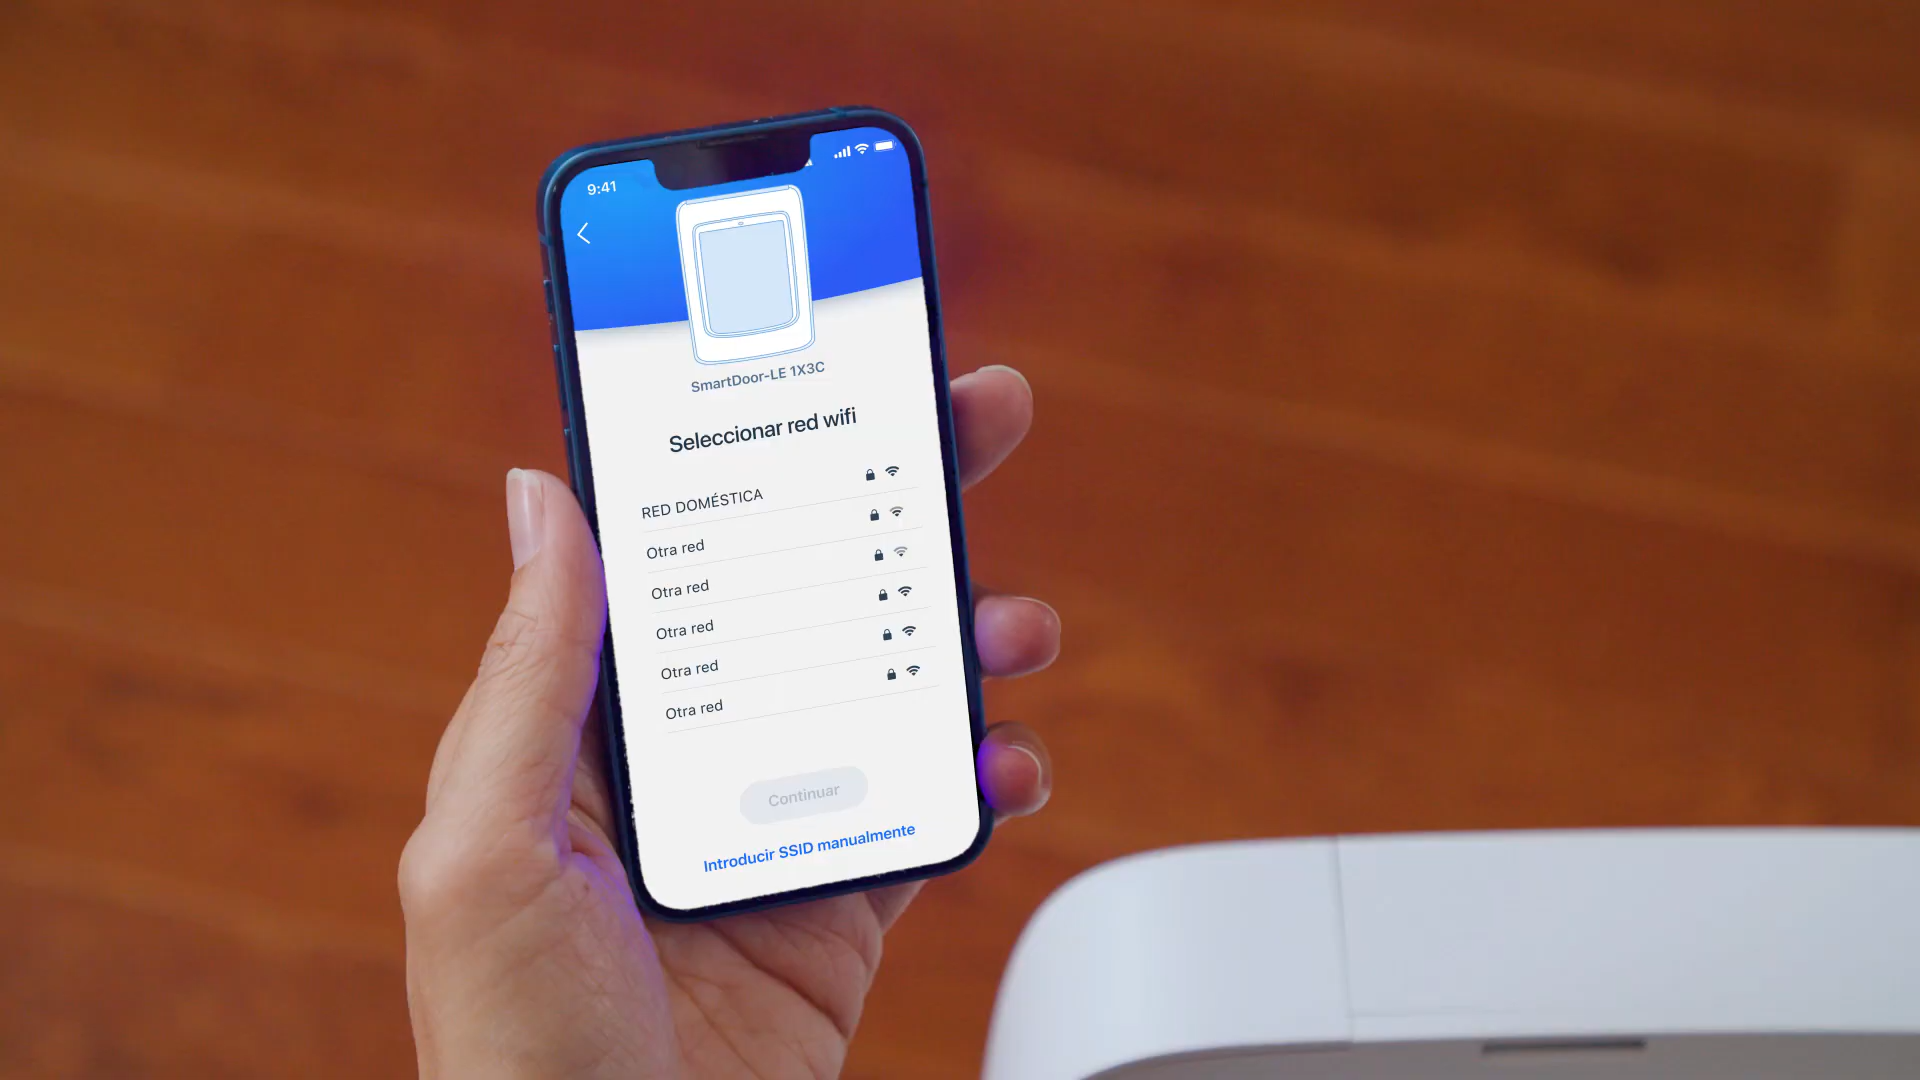 9:41
SmartDoor-LE 1X3C
Seleccionar red wifi
RED DOMÉSTICA
Otra red
Otra red
Otra red
Otra red
Otra red
Continuar
Introducir SSID manualmente